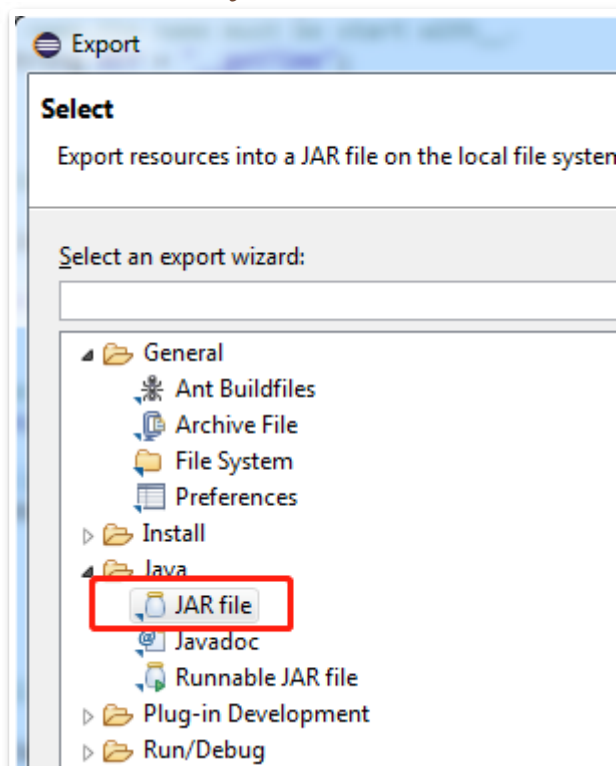 Export
Select
Export resources into a JAR file on the local file system
Select an export wizard:
General
Ant Buildfiles
Archive File
File System
Preferences
Install
Java
JAR file
Javadoc
Runnable JAR file
Plug-in Development
Run/Debug